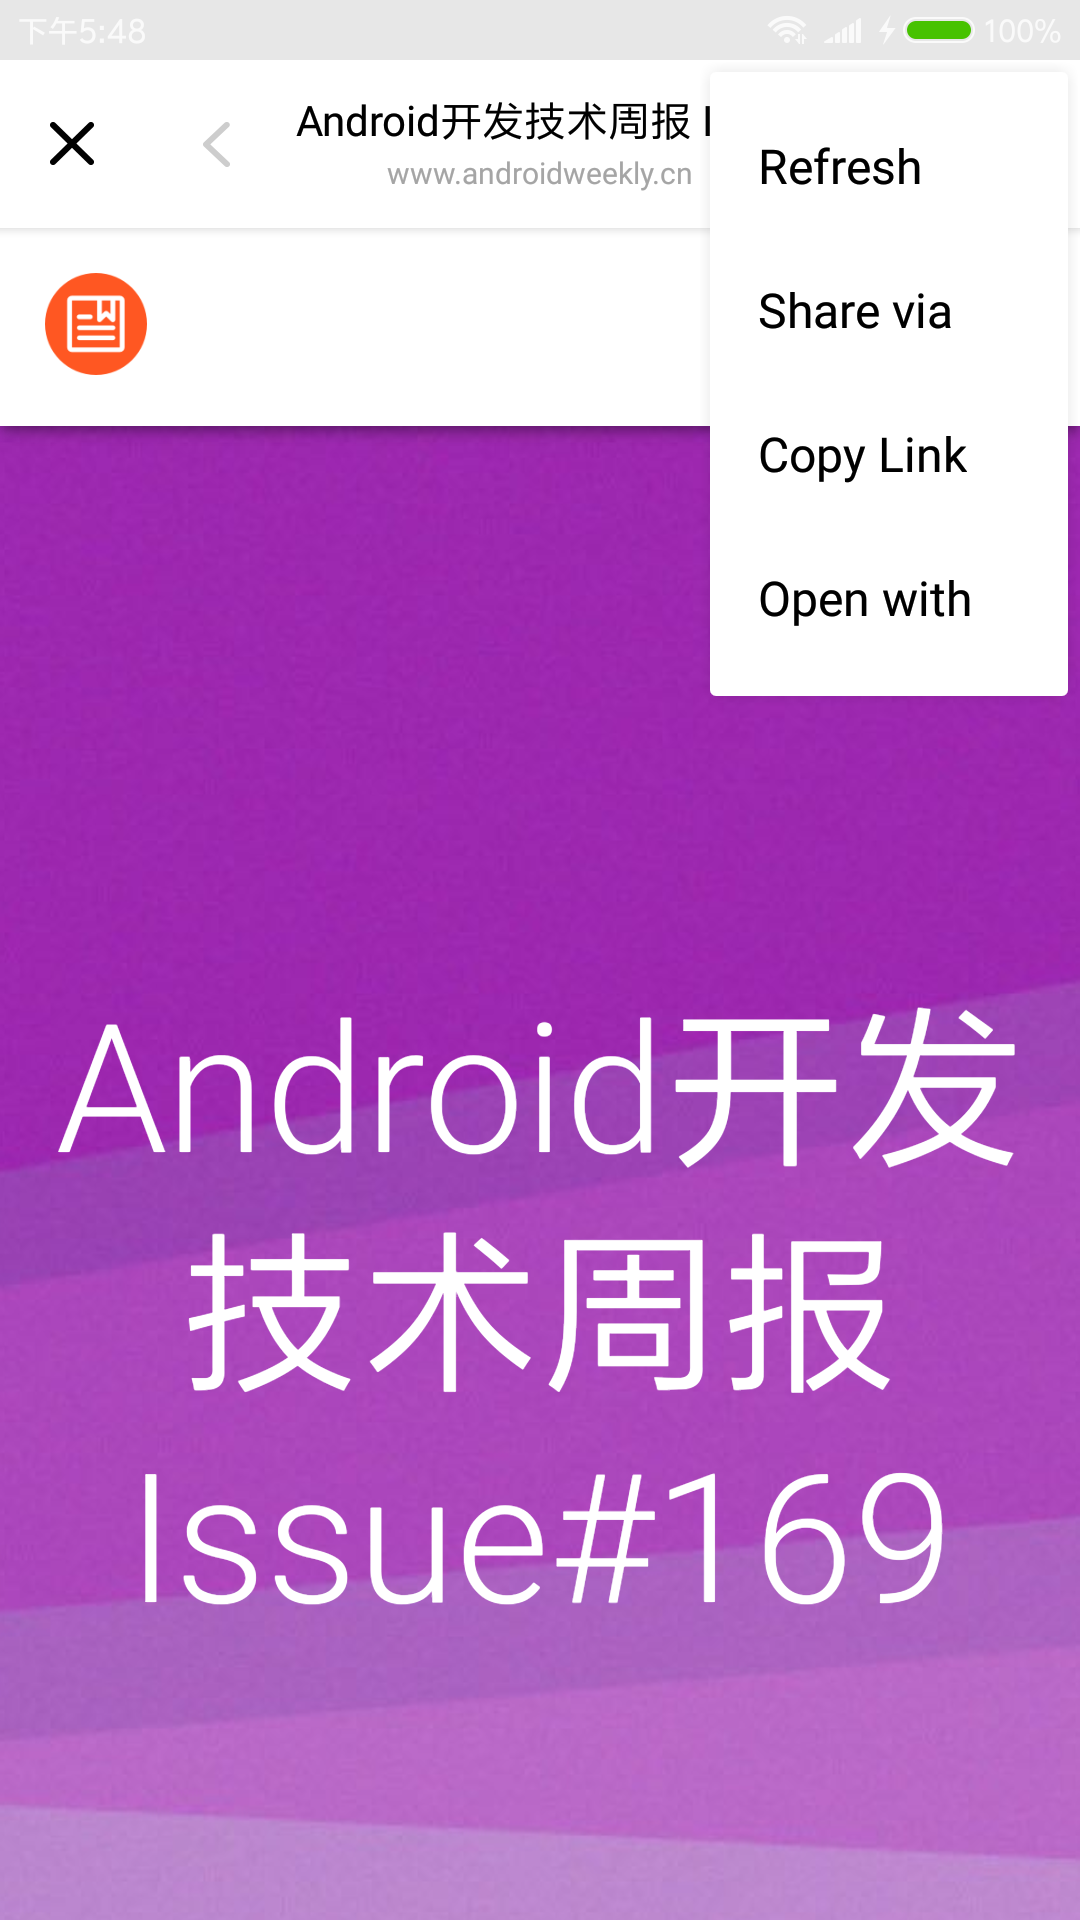 下午5:48
100%
Android开发技术周报
www.androidweekly.cn
Refresh
Share via
Copy Link
Open with
Android开发
技术周报
Issue#169